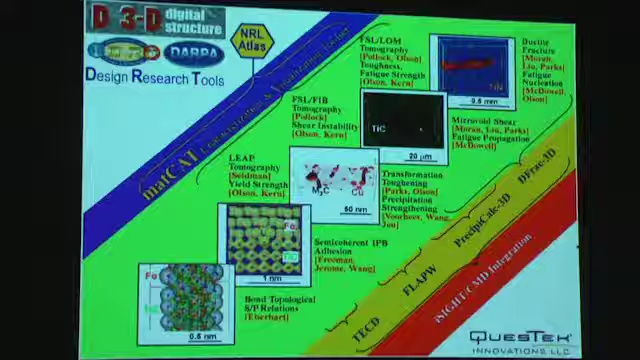 D 3-D digital
structure
NRL
Atlas
DARPA
Design Research Tools
matCAT
FSL/LOM
Tomography
[Pollock, Olson]
Toughness,
Fatigue Strength
[Olson, Kern]
TiN
0.5 mm
Ductile
Fracture
[Moran,
Liu, Parks]
Fatigue
Nucleation
[McDowell,
Olson]
FSL/FIB
Tomography
[Pollock]
Shear Instability
[Olson, Kern]
TiC
20 μm
Microvoid Shear
[Moran, Liu, Parks]
Fatigue Propagation
[McDowell]
LEAP
Tomography
[Seidman]
Yield Strength
[Olson, Kern]
M2C
Cu
50 nm
Transformation
Toughening
[Parks, Olson]
Precipitation
Strengthening
[Voorhees, Wang,
Jou]
Fe
1 nm
Semicoherent IPB
Adhesion
[Freeman,
Jerome, Wang]
Fe
0.5 nm
Bond Topological
S/P Relations
[Eberhart]
TECD
FLAPW
PrecipiCalc-3D
DFrac-3D
iSIGHT/CMD Integration
QUESTEK
INNOVATIONS LLC